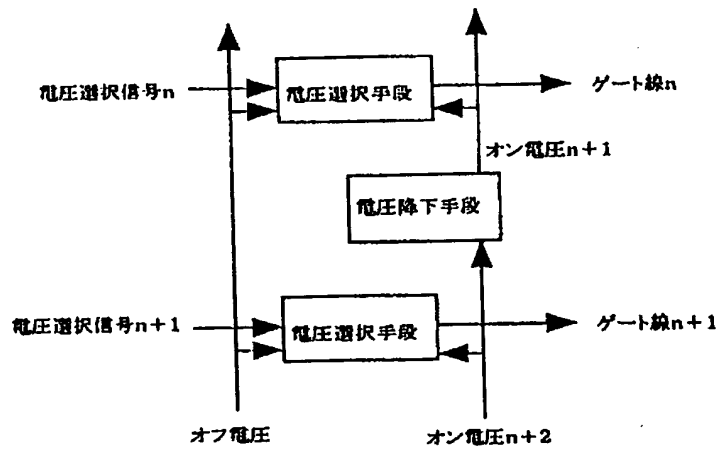 電圧選択信号n
電圧選択手段
ゲート線n
オン電圧n+1
電圧降下手段
電圧選択信号n+1
電圧選択手段
ゲート線n+1
オフ電圧
オン電圧n+2